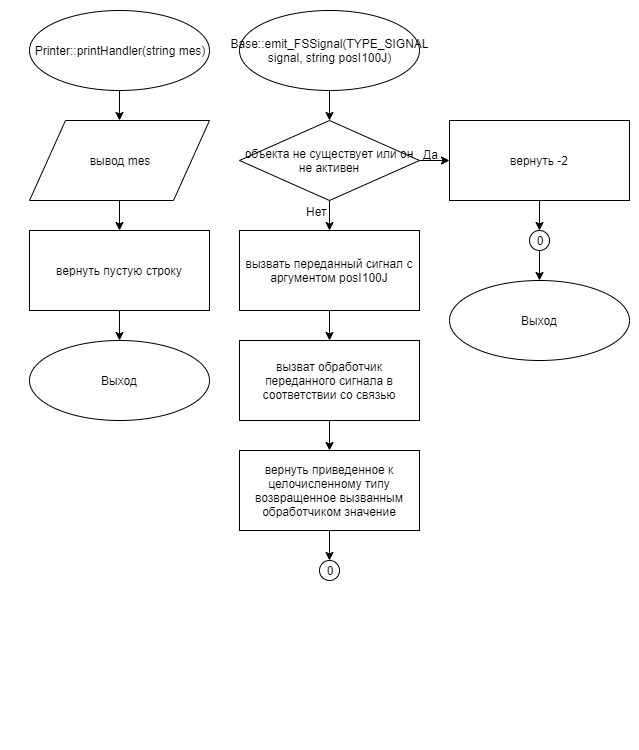 Printer::printHandler(string mes)
вывод mes
вернуть пустую строку
Выход
Base::emit_FSSignal(TYPE_SIGNAL
signal, string posI100J)
объекта не существует или он
не активен
Да
Нет
вызвать переданный сигнал с
аргументом posI100J
вызват обработчик
переданного сигнала в
соответствии со связью
вернуть приведенное к
целочисленному типу
возвращенное вызванным
обработчиком значение
0
вернуть -2
0
Выход